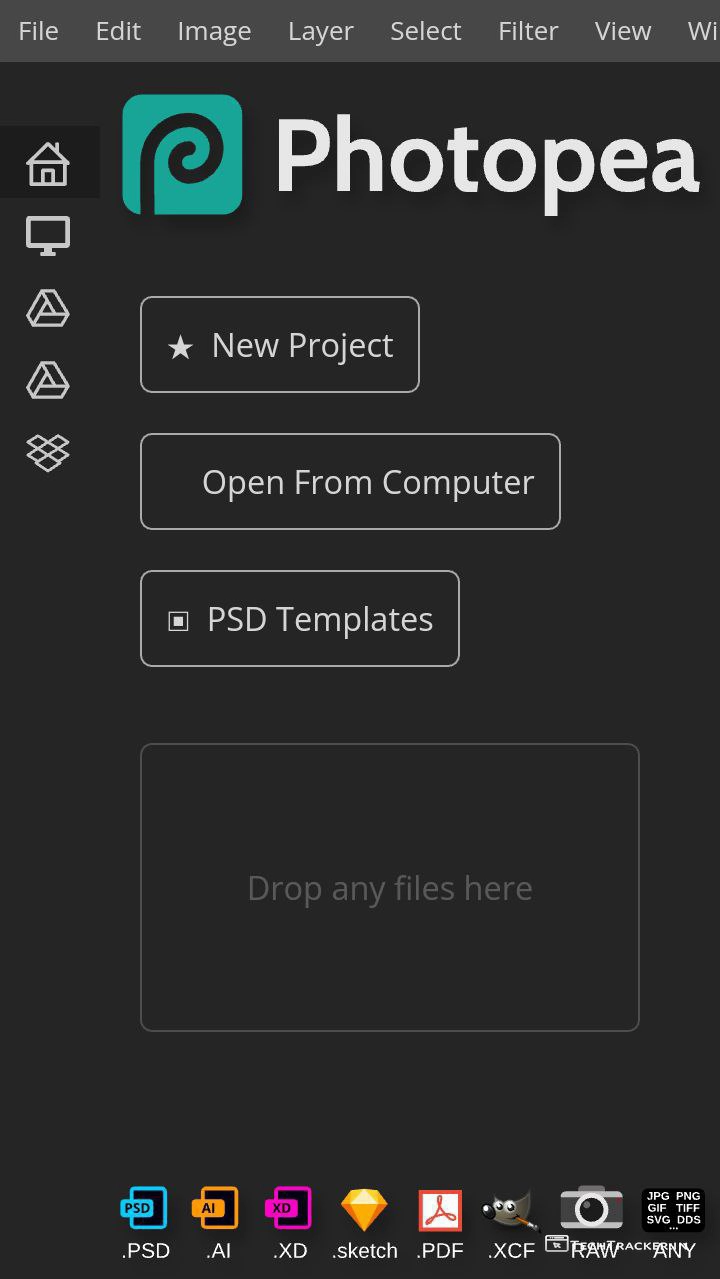 File Edit Image Layer Select Filter View Wi
Photopea
★ New Project
Open From Computer
PSD Templates
Drop any files here
PSD AI XD
JPG PNG
GIF TIFF
SVG DDS
...
.PSD .AI .XD .sketch .PDF .XCF RAW ANY